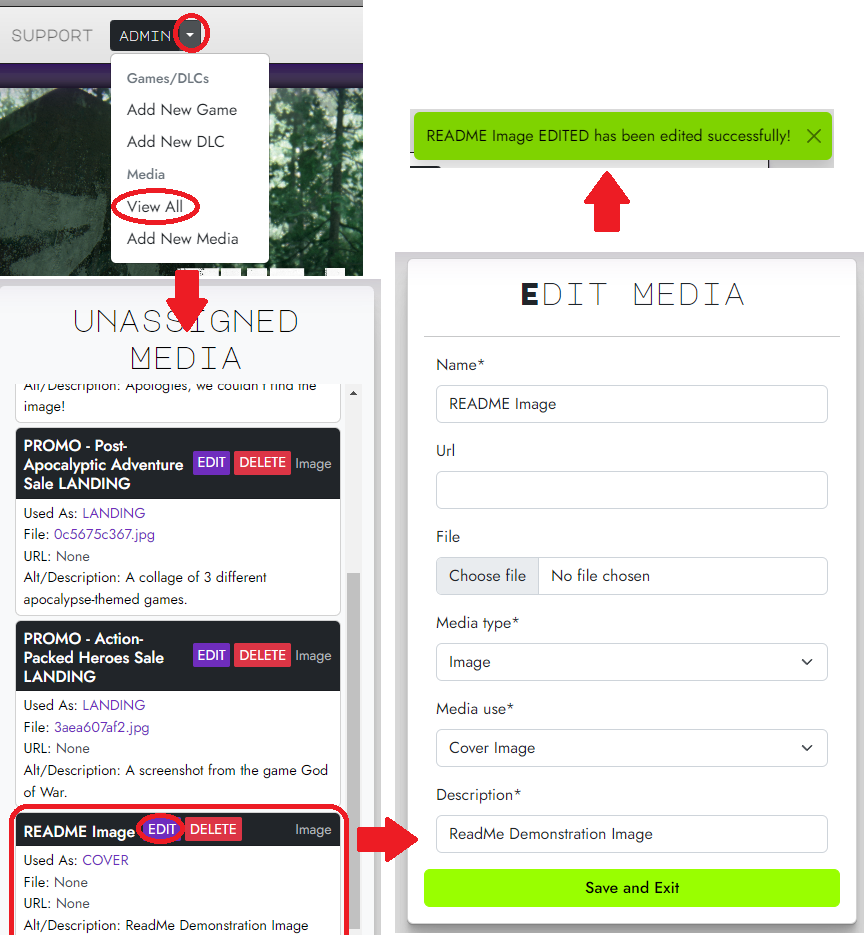 SUPPORT
ADMIN
Games/DLCs
Add New Game
Add New DLC
Media
View All
Add New Media
UNASSIGNED
MEDIA
Alt/Description: Apologies, we couldn't find the
image!
PROMO - Post-
Apocalyptic Adventure
Sale LANDING
EDIT DELETE Image
Used As: LANDING
File: 0c5675c367.jpg
URL: None
Alt/Description: A collage of 3 different
apocalypse-themed games.
PROMO - Action-
Packed Heroes Sale
LANDING
EDIT DELETE Image
Used As: LANDING
File: 3aea607af2.jpg
URL: None
Alt/Description: A screenshot from the game God
of War.
README Image EDIT DELETE Image
Used As: COVER
File: None
URL: None
Alt/Description: ReadMe Demonstration Image
EDIT MEDIA
Name*
README Image
Url
File
Choose file No file chosen
Media type*
Image
Media use*
Cover Image
Description*
ReadMe Demonstration Image
Save and Exit
README Image EDITED has been edited successfully!